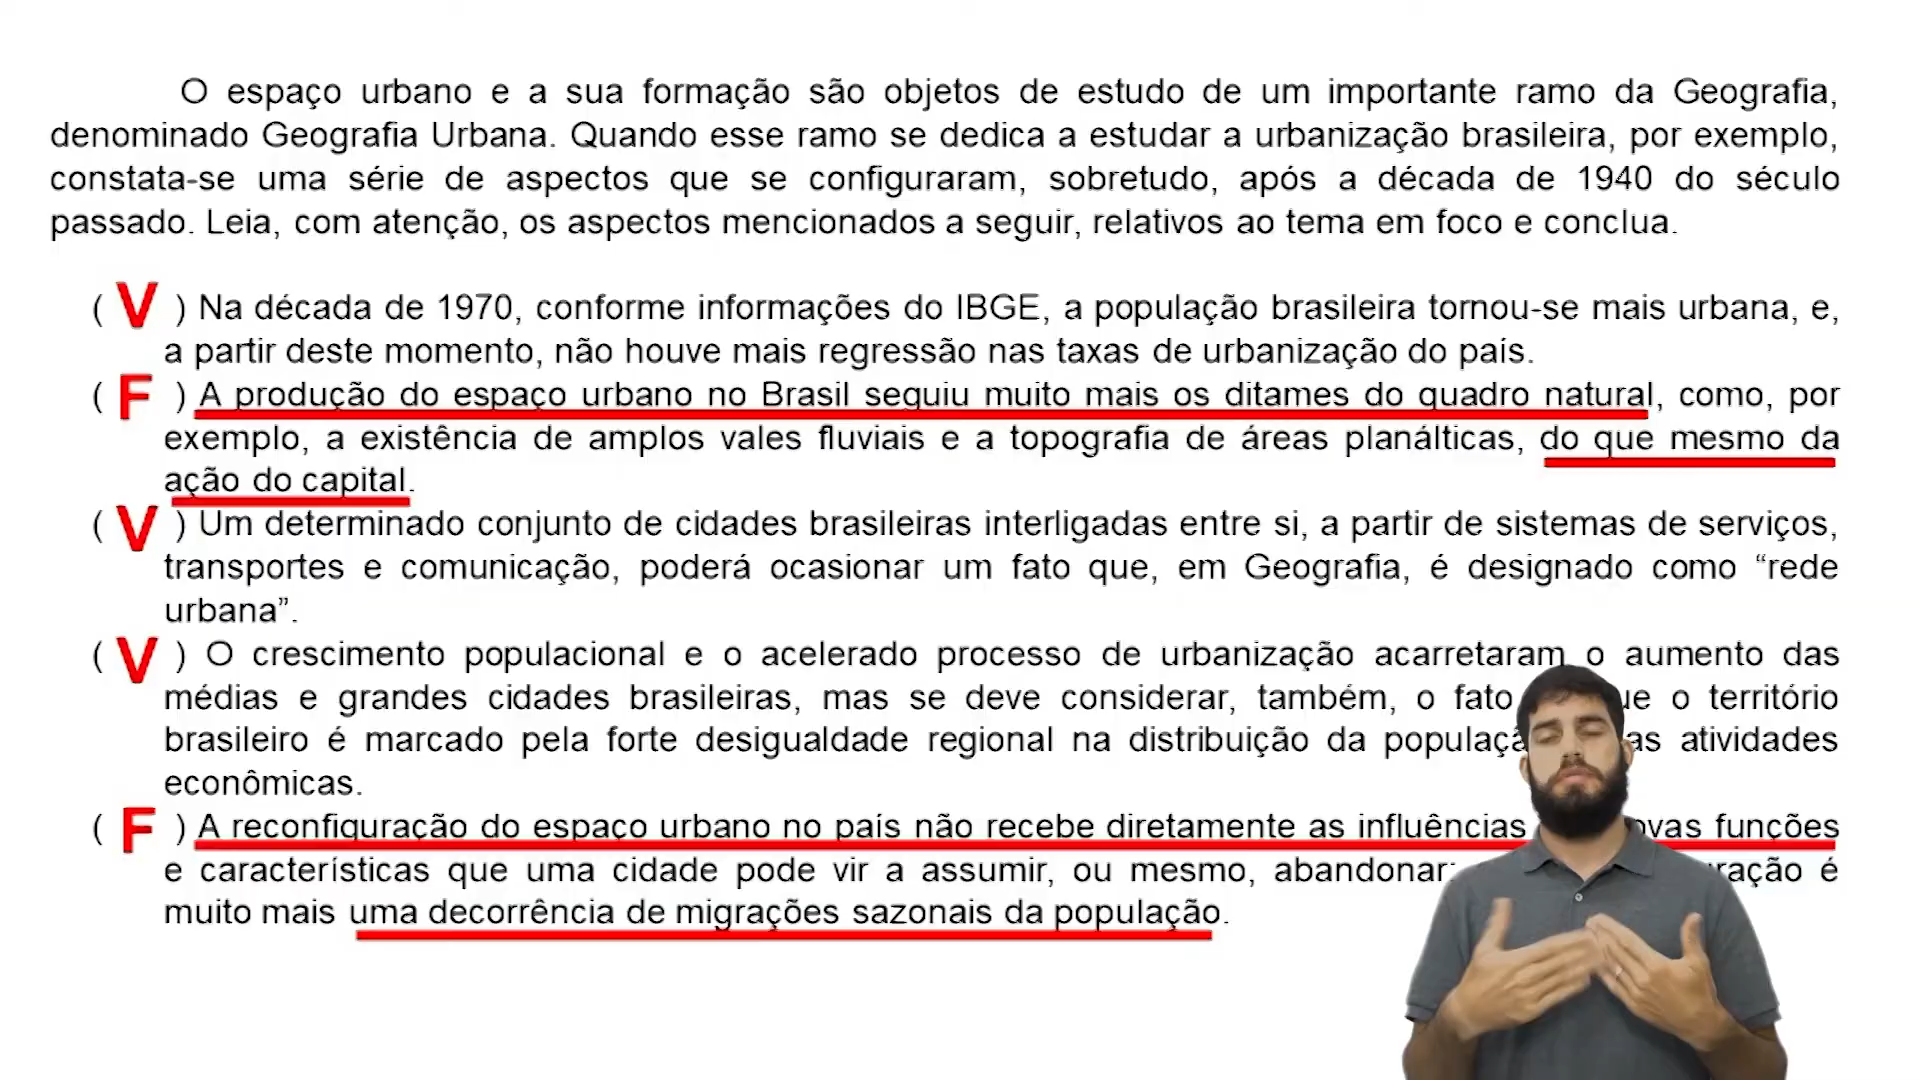 O espaço urbano e a sua formação são objetos de estudo de um importante ramo da Geografia,
denominado Geografia Urbana. Quando esse ramo se dedica a estudar a urbanização brasileira, por exemplo,
constata-se uma série de aspectos que se configuraram, sobretudo, após a década de 1940 do século
passado. Leia, com atenção, os aspectos mencionados a seguir, relativos ao tema em foco e conclua.
( V ) Na década de 1970, conforme informações do IBGE, a população brasileira tornou-se mais urbana, e,
a partir deste momento, não houve mais regressão nas taxas de urbanização do país.
( F ) A produção do espaço urbano no Brasil seguiu muito mais os ditames do quadro natural, como, por
exemplo, a existência de amplos vales fluviais e a topografia de áreas planálticas, do que mesmo da
ação do capital.
( V ) Um determinado conjunto de cidades brasileiras interligadas entre si, a partir de sistemas de serviços,
transportes e comunicação, poderá ocasionar um fato que, em Geografia, é designado como “rede
urbana”.
( V ) O crescimento populacional e o acelerado processo de urbanização acarretaram o aumento das
médias e grandes cidades brasileiras, mas se deve considerar, também, o fato o território
brasileiro é marcado pela forte desigualdade regional na distribuição da atividades
econômicas.
( F ) A reconfiguração do espaço urbano no país não recebe diretamente as influências funções
e características que uma cidade pode vir a assumir, ou mesmo, abandonar: é
muito mais uma decorrência de migrações sazonais da população.